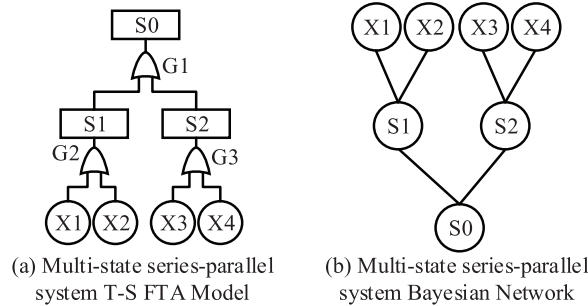 S0
G1
S1
S2
G2
G3
X1
X2
X3
X4
(a) Multi-state series-parallel
system T-S FTA Model
X1
X2
X3
X4
S1
S2
S0
(b) Multi-state series-parallel
system Bayesian Network